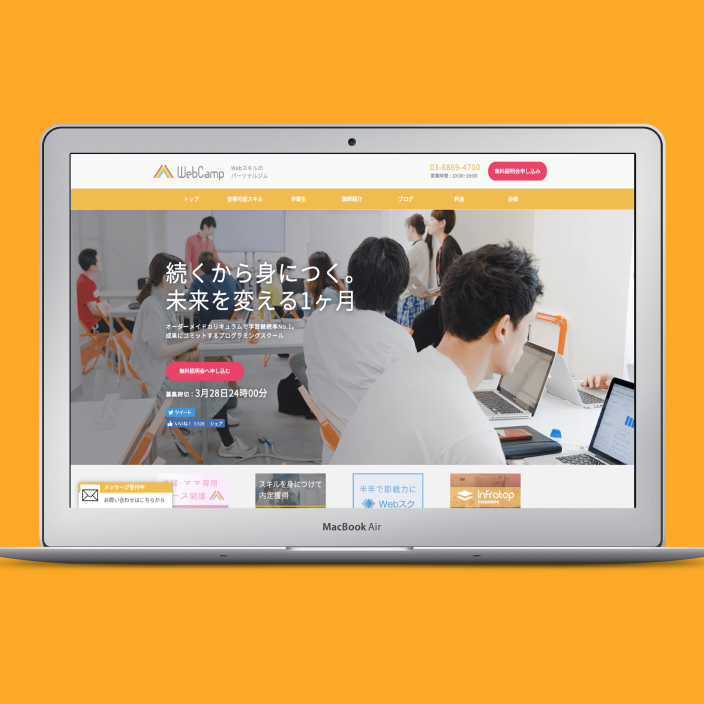 WebCamp
Webスキルの
パーソナルジム
03-6869-4700
営業時間：10:00~19:00
無料説明会申し込み
トップ
習得可能スキル
卒業生
講師紹介
ブログ
料金
会場
続くから身につく。
未来を変える1ヶ月
オーダーメイドカリキュラムで学習継続率No.1。
成果にコミットするプログラミングスクール
無料説明会へ申し込む
募集締切：3月28日24時00分
ツイート
いいね！ 3,528 シェア
メッセージ受付中
お問い合わせはこちらから
ママ専用
ース開講
スキルを身につけて
内定獲得
半年で即戦力に
Webスク
Infratop
MacBook Air